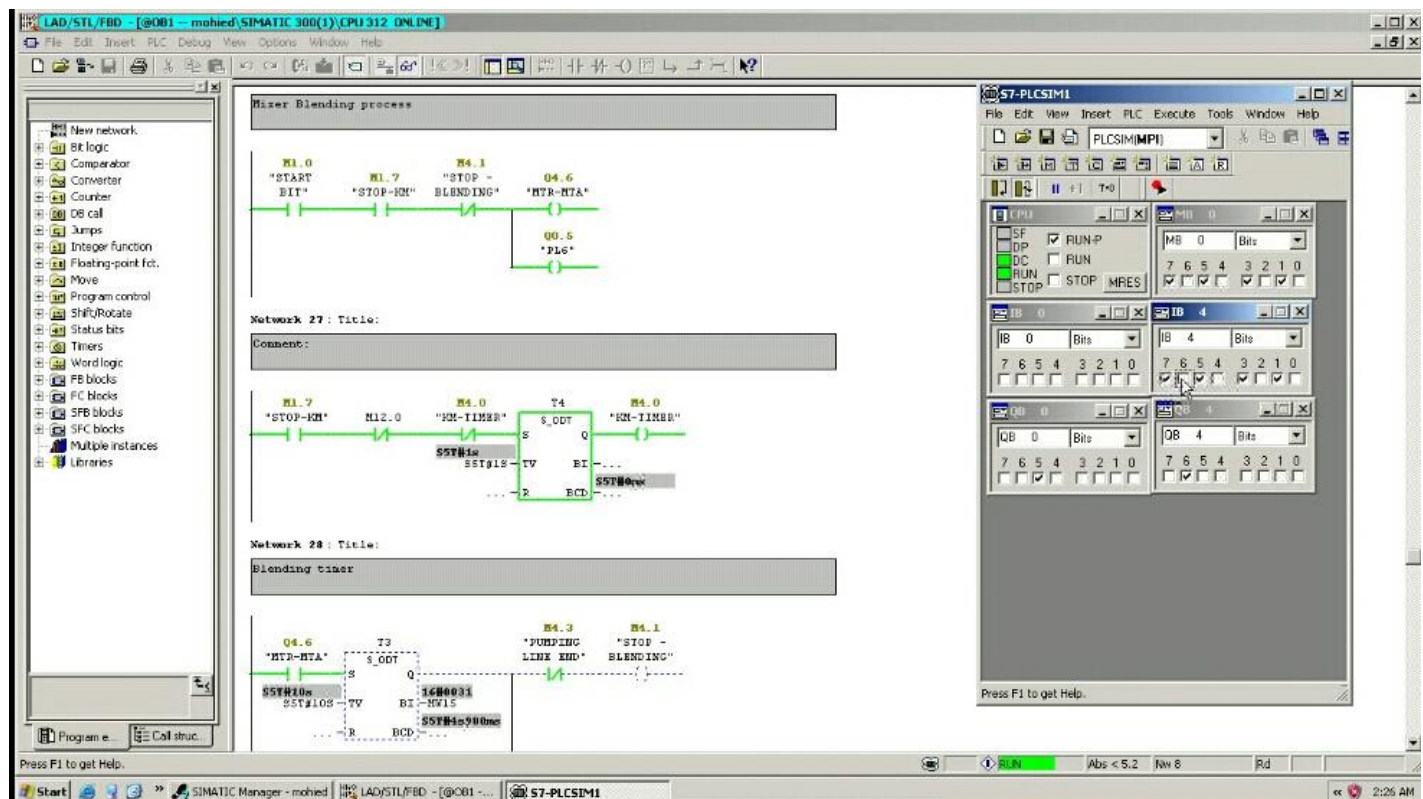 LAD/STL/FBD - [@OB1 -- mohied\SIMATIC 300(1)\CPU 312 ONLINE]
File Edit Insert PLC Debug View Options Window Help
New network
Bit logic
Comparator
Converter
Counter
DB call
Jumps
Integer function
Floating-point fct.
Move
Program control
Shift/Rotate
Status bits
Timers
Word logic
FB blocks
FC blocks
SFB blocks
SFC blocks
Multiple instances
Libraries
Program e...
Call struc...
Mixer Blending process
M1.0 M4.1
"START M1.7 "STOP - Q4.6
BIT" "STOP-KM" BLENDING" "MTR-MTA"
Q0.5
"PL6"
Network 27 : Title:
Comment:
M1.7 M4.0 T4 M4.0
"STOP-KM" M12.0 "KM-TIMER" S_ODT "KM-TIMER"
S Q
S5T#1s
S5T#1S TV BI ...
S5T#0ms
... R BCD ...
Network 28 : Title:
Blending timer
M4.3 M4.1
Q4.6 T3 "PUMPING "STOP -
"MTR-MTA" S_ODT LINE END" BLENDING"
S Q
S5T#10s 16#0031
S5T#10S TV BI MW15
S5T#4s900ms
... R BCD ...
S7-PLCSIM1
File Edit View Insert PLC Execute Tools Window Help
PLCSIM(MPI)
T=0
CPU
SF
DP
DC
RUN
STOP
RUN-P
RUN
STOP MRES
MB 0
MB 0 Bits
7 6 5 4 3 2 1 0
IB 0
IB 0 Bits
7 6 5 4 3 2 1 0
IB 4
IB 4 Bits
7 6 5 4 3 2 1 0
QB 0
QB 0 Bits
7 6 5 4 3 2 1 0
QB 4
QB 4 Bits
7 6 5 4 3 2 1 0
Press F1 to get Help.
Press F1 to get Help.
RUN Abs < 5.2 Nw 8 Rd
Start SIMATIC Manager - mohied LAD/STL/FBD - [@OB1 -... S7-PLCSIM1 2:26 AM